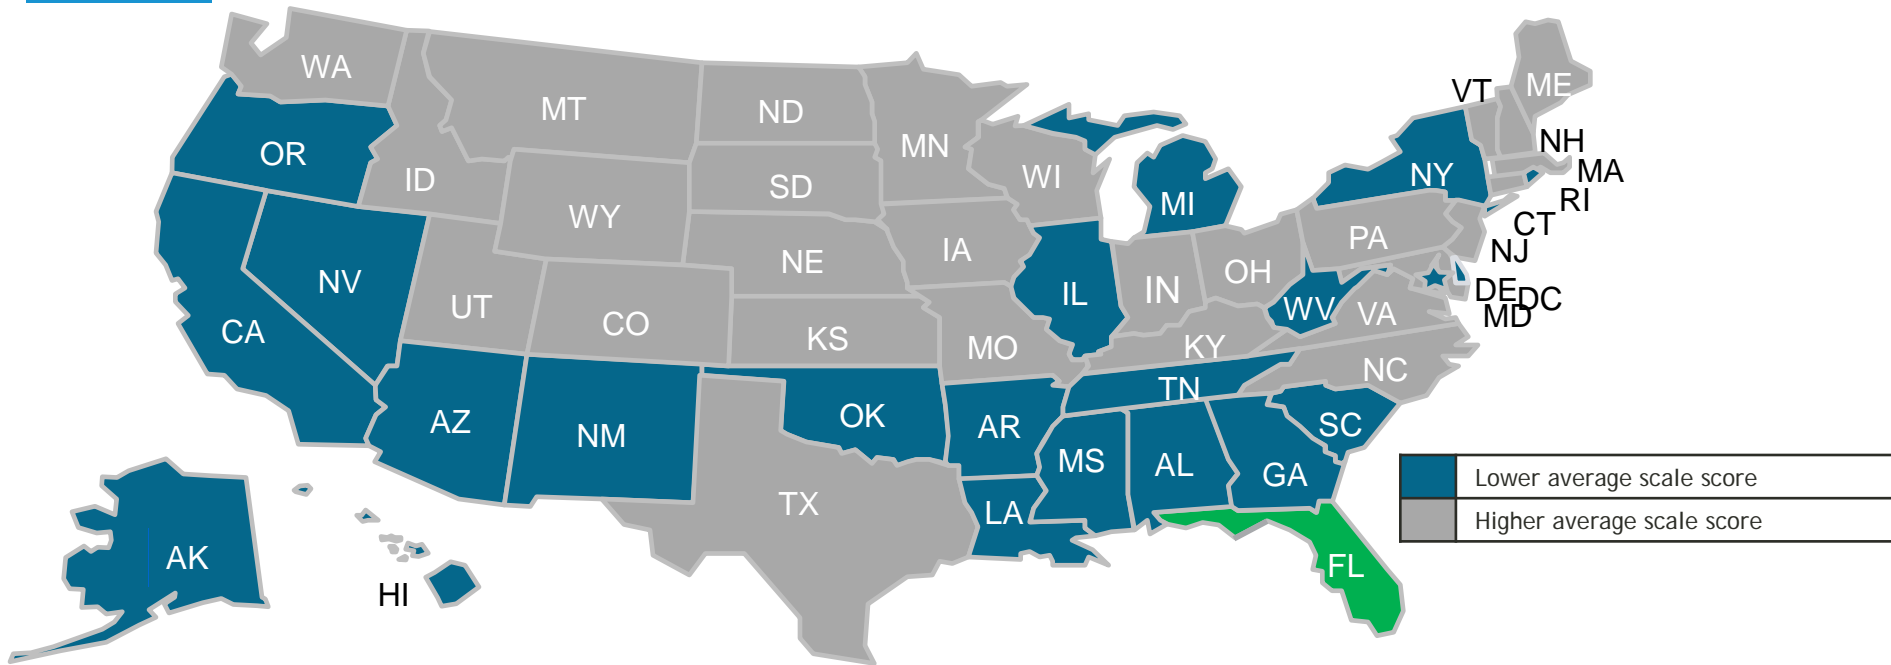 WA
MT
ND
MN
VT
ME
OR
ID
SD
WI
NH
MA
NY
RI
WY
MI
CT
PA
NJ
NE
IA
NV
UT
CO
IL
IN
OH
WV
VA
DE
DC
MD
CA
KS
MO
KY
NC
TN
AZ
NM
OK
AR
SC
MS
AL
GA
Lower average scale score
TX
LA
Higher average scale score
AK
HI
FL